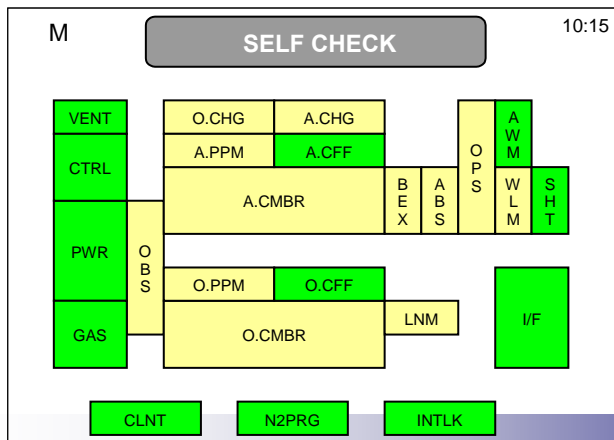 M
SELF CHECK
10:15
VENT
O.CHG
A.CHG
OPS
AWM
CTRL
A.PPM
A.CFF
A.CMBR
BEX
ABS
WLM
SHT
PWR
OBS
O.PPM
O.CFF
I/F
GAS
O.CMBR
LNM
CLNT
N2PRG
INTLK